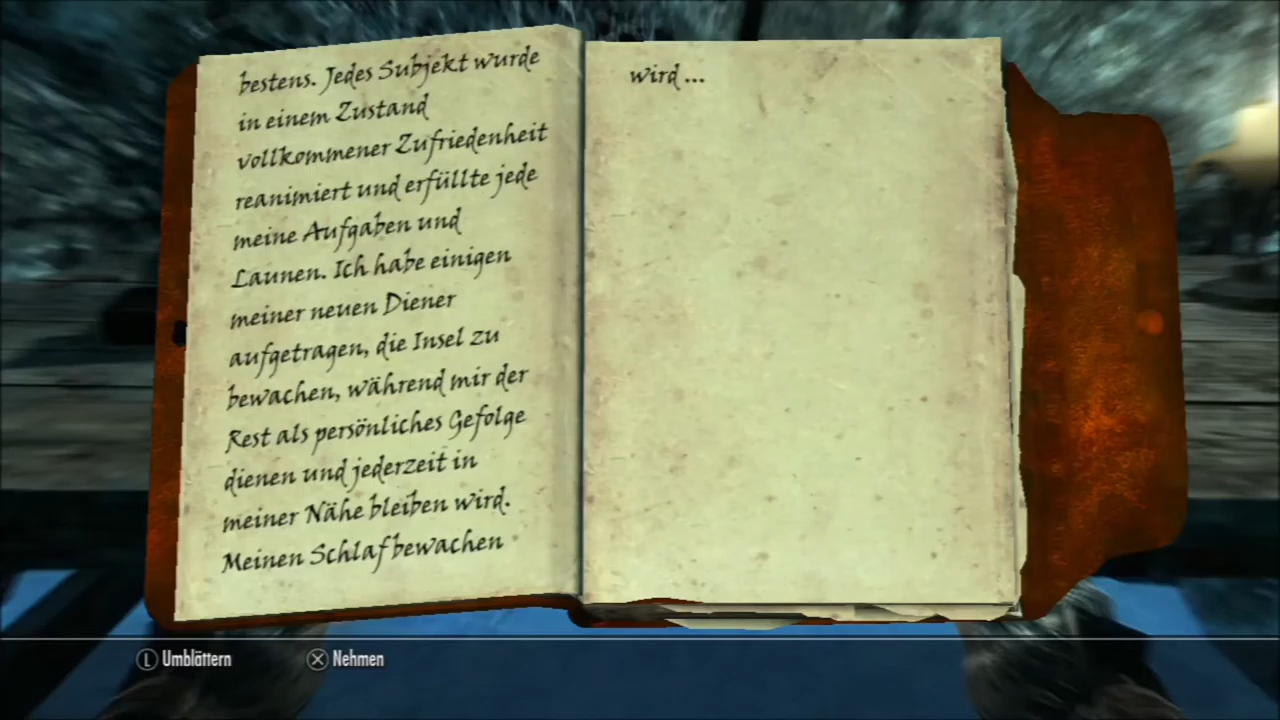 bestens. Jedes Subjekt wurde
in einem Zustand
vollkommener Zufriedenheit
reanimiert und erfüllte jede
meine Aufgaben und
Launen. Ich habe einigen
meiner neuen Diener
aufgetragen, die Insel zu
bewachen, während mir der
Rest als persönliches Gefolge
dienen und jederzeit in
meiner Nähe bleiben wird.
Meinen Schlaf bewachen
wird ...
L Umblättern X Nehmen